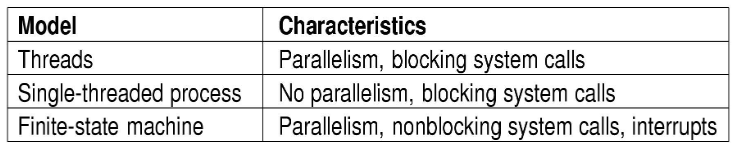 Model Characteristics
Threads Parallelism, blocking system calls
Single-threaded process No parallelism, blocking system calls
Finite-state machine Parallelism, nonblocking system calls, interrupts